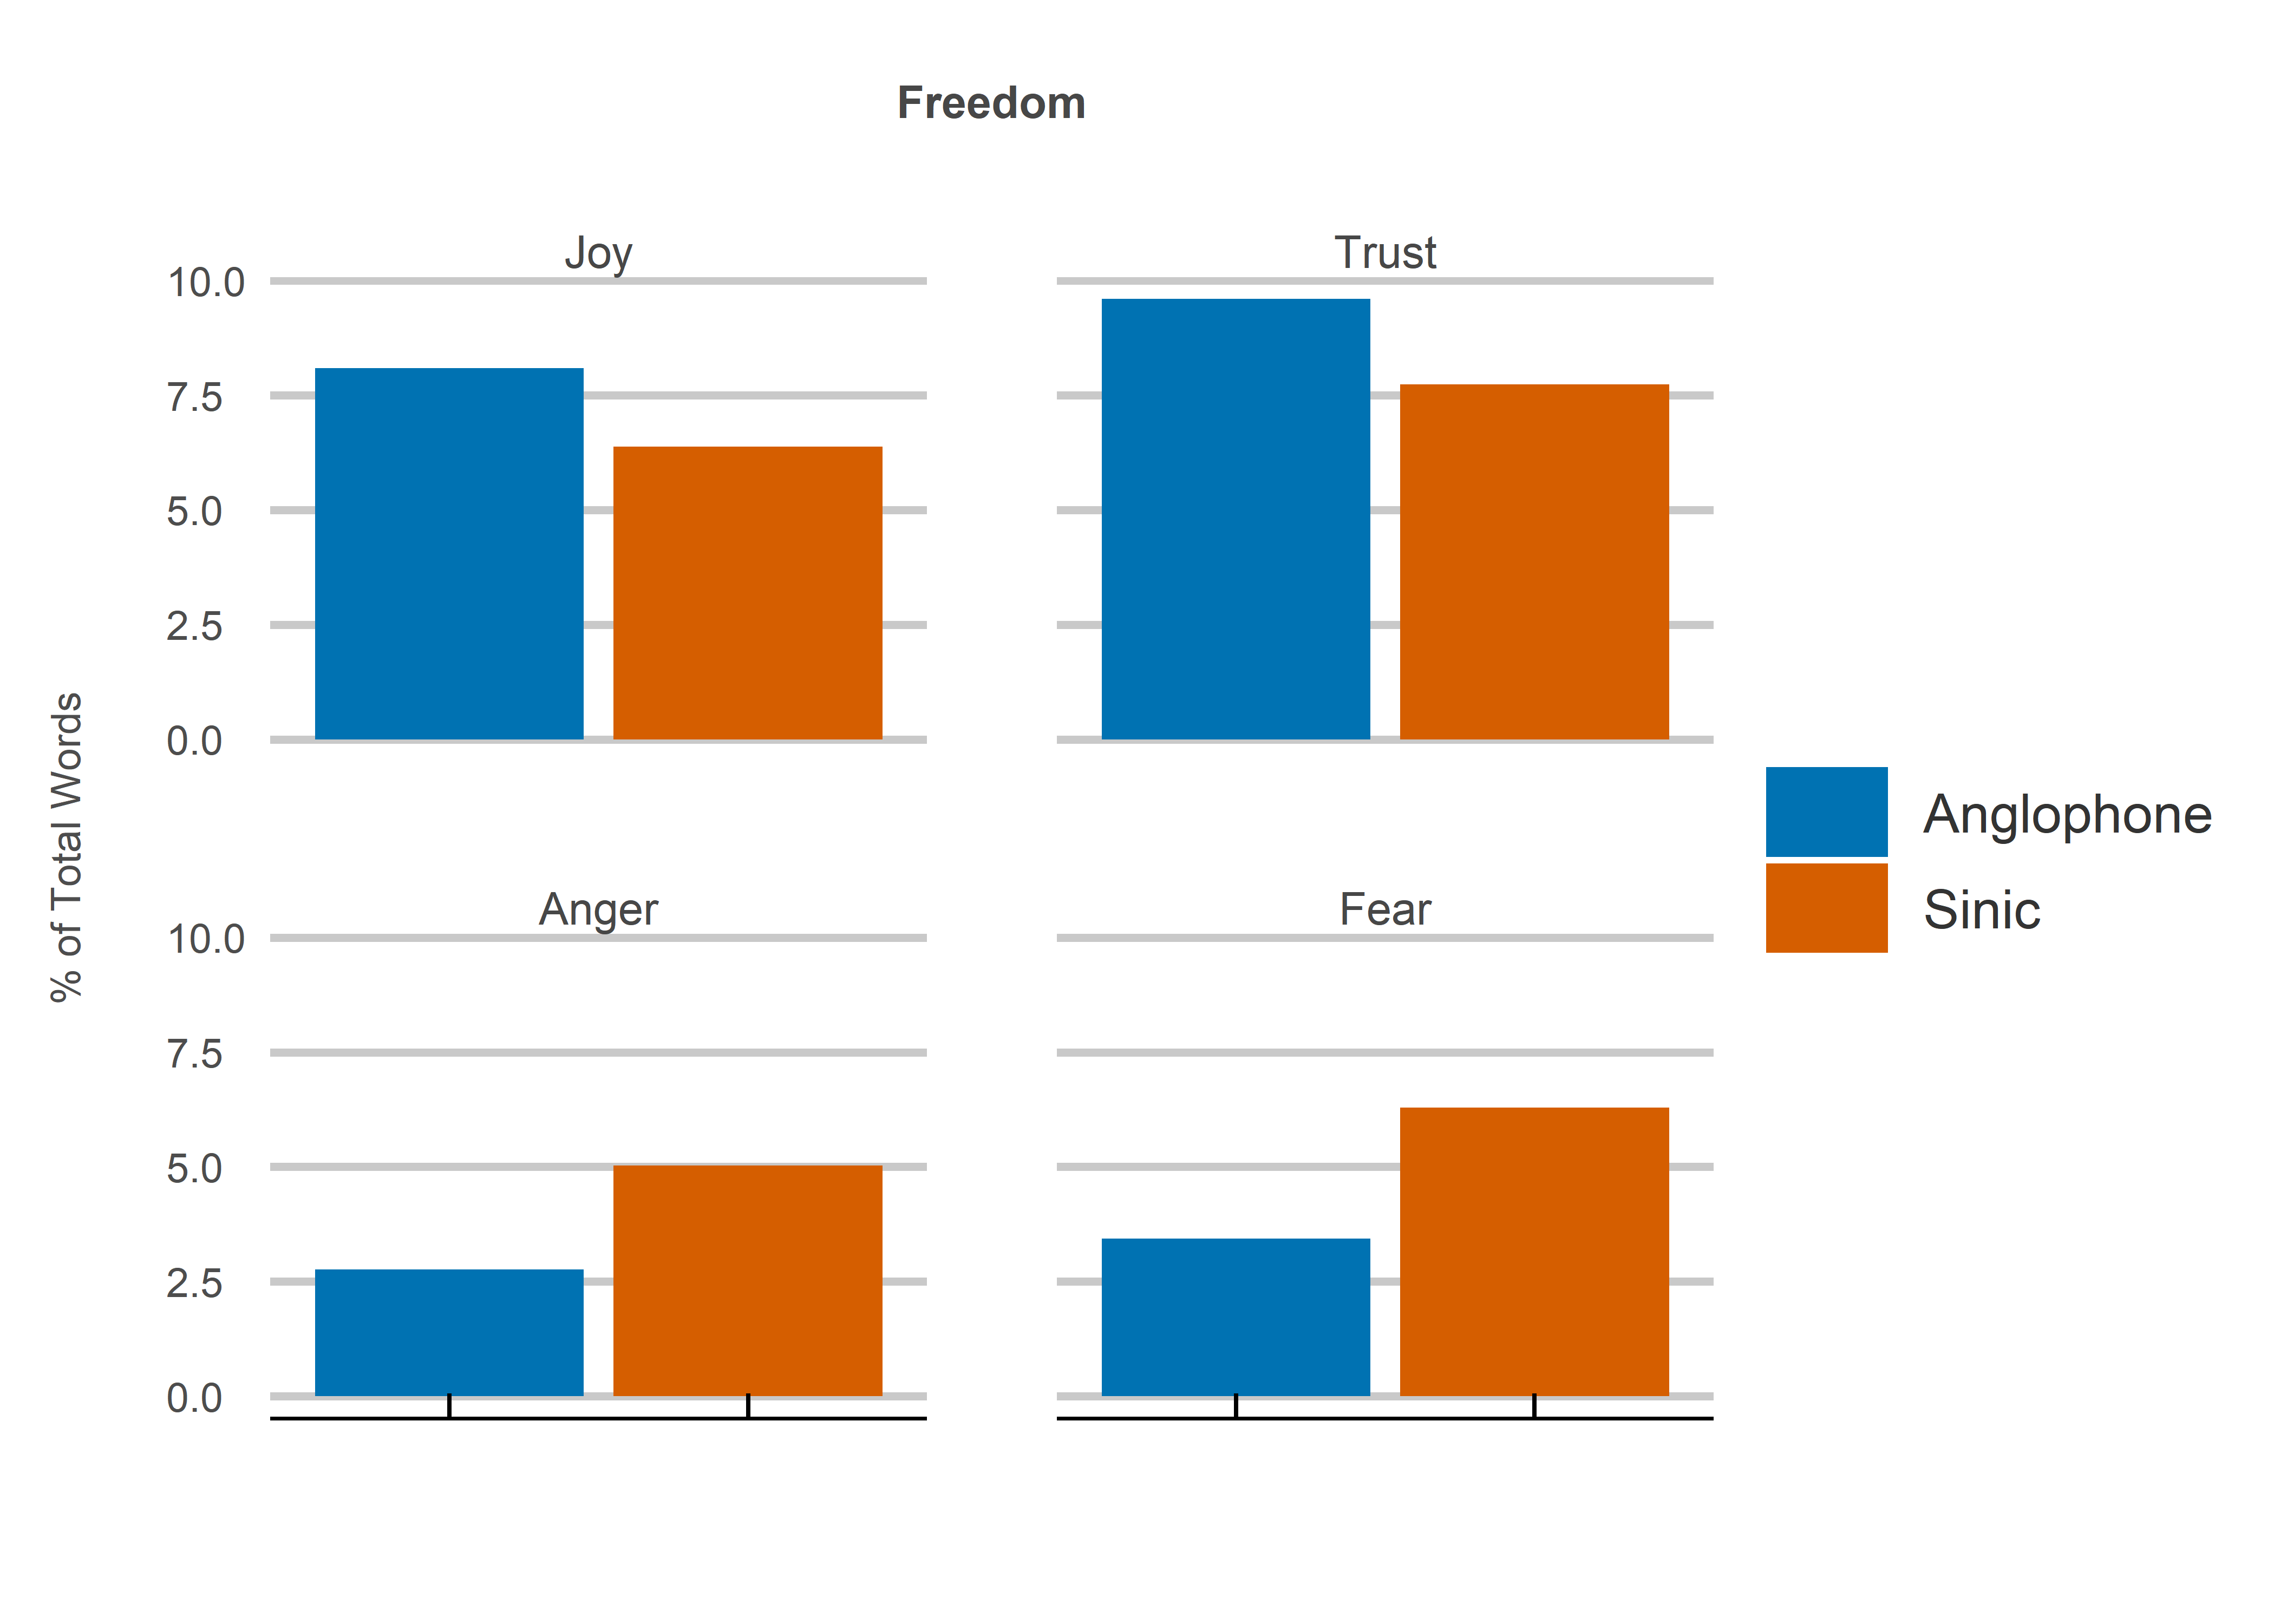 Freedom
Joy
Trust
10.0
7.5
5.0
2.5
0.0
% of Total Words
Anglophone
Sinic
Anger
Fear
10.0
7.5
5.0
2.5
0.0